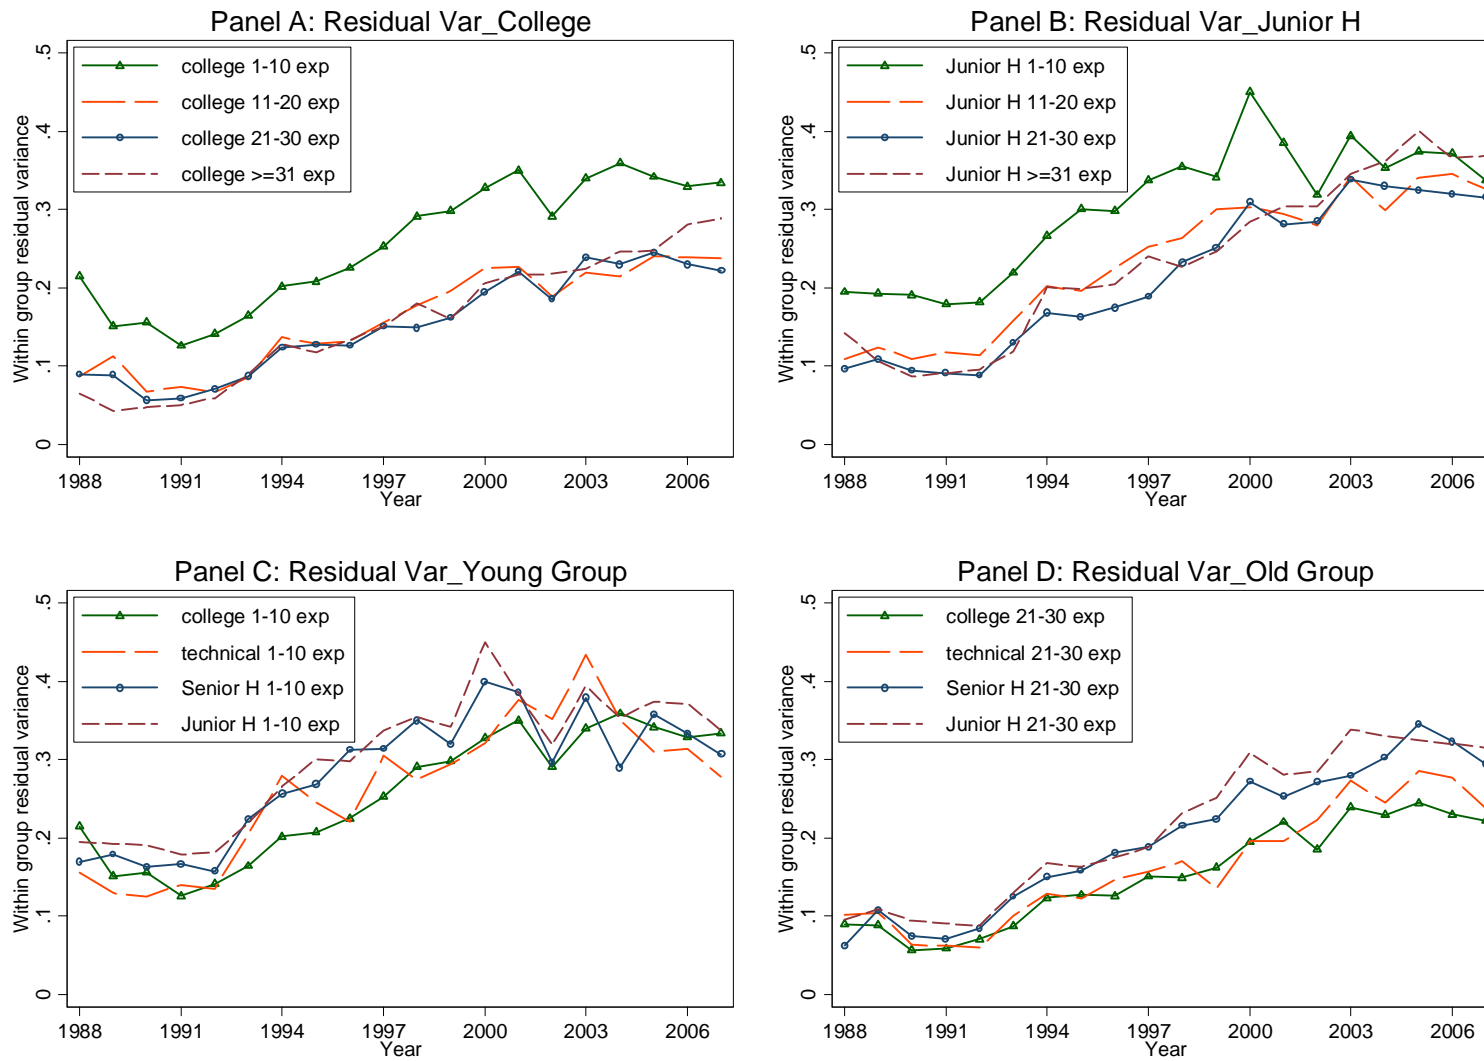 Panel A: Residual Var_College
.5
.4
.3
.2
.1
0
Within group residual variance
college 1-10 exp
college 11-20 exp
college 21-30 exp
college >=31 exp
1988 1991 1994 1997 2000 2003 2006
Year
Panel B: Residual Var_Junior H
.5
.4
.3
.2
.1
0
Within group residual variance
Junior H 1-10 exp
Junior H 11-20 exp
Junior H 21-30 exp
Junior H >=31 exp
1988 1991 1994 1997 2000 2003 2006
Year
Panel C: Residual Var_Young Group
.5
.4
.3
.2
.1
0
Within group residual variance
college 1-10 exp
technical 1-10 exp
Senior H 1-10 exp
Junior H 1-10 exp
1988 1991 1994 1997 2000 2003 2006
Year
Panel D: Residual Var_Old Group
.5
.4
.3
.2
.1
0
Within group residual variance
college 21-30 exp
technical 21-30 exp
Senior H 21-30 exp
Junior H 21-30 exp
1988 1991 1994 1997 2000 2003 2006
Year